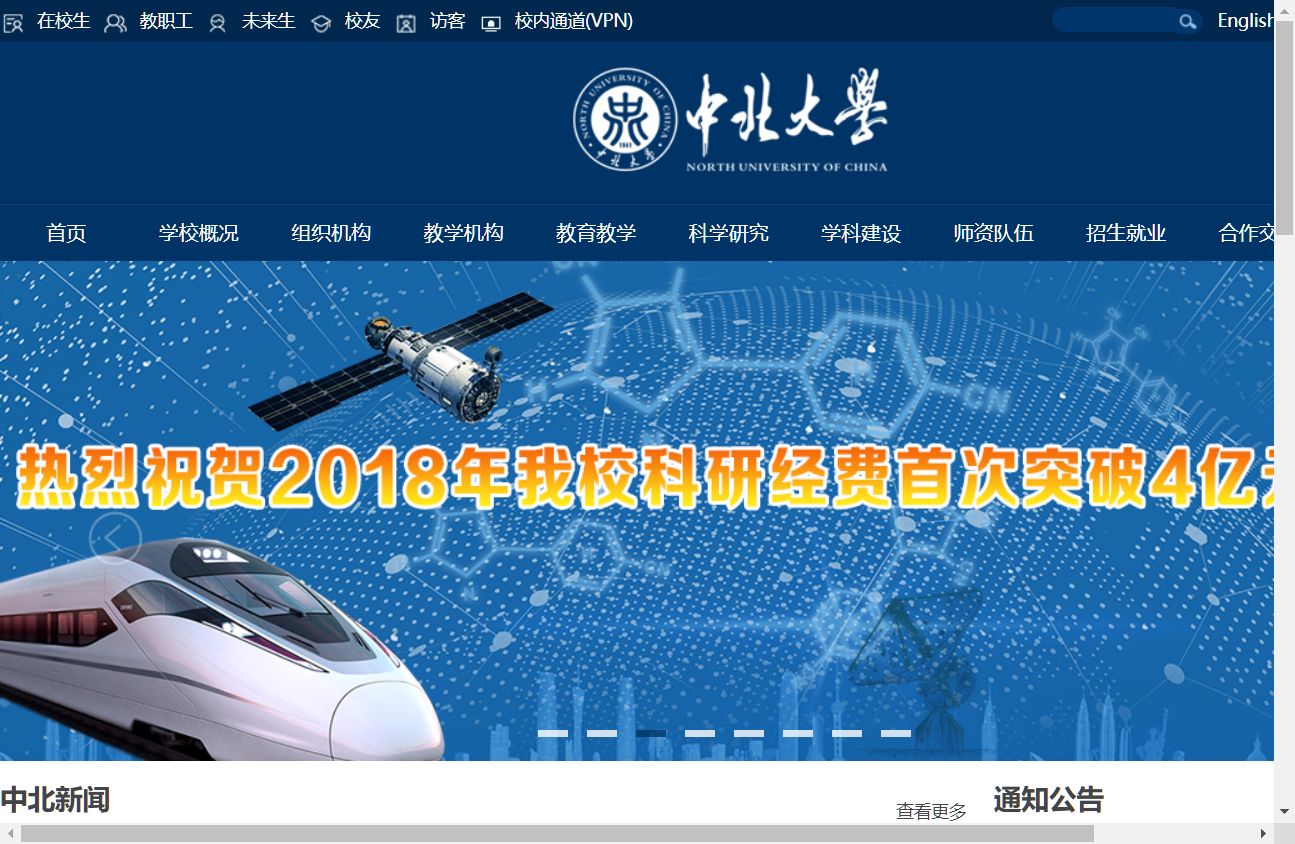 在校生 教职工 未来生 校友 访客 校内通道(VPN) English
NORTH UNIVERSITY OF CHINA
1941
中北大学
中北大学
NORTH UNIVERSITY OF CHINA
首页 学校概况 组织机构 教学机构 教育教学 科学研究 学科建设 师资队伍 招生就业 合作交
CN
H
CN
热烈祝贺2018年我校科研经费首次突破4亿元
中北新闻 查看更多 通知公告